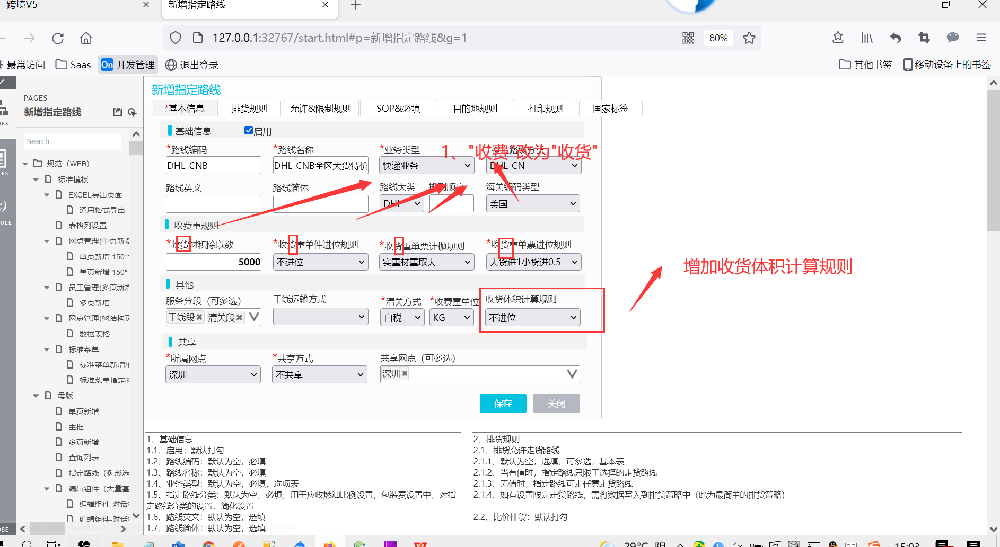 跨境V5
新增指定路线
127.0.0.1:32767/start.html#p=新增指定路线&g=1
80%
最常访问
Saas
On 开发管理
退出登录
其他书签
移动设备上的书签
PAGES
新增指定路线
Search
规范（WEB）
标准模板
EXCEL导出页面
通用格式导出
表格列设置
网点管理(单页新增
单页新增 150*
单页新增 150*
员工管理(多页新增
多页新增
网点管理(树结构页
数据表格
标准菜单
标准菜单新增/
标准菜单指定
母版
单页新增
主框
多页新增
查询列表
指定路线（树形选
编辑组件（大量基
编辑组件-对话
编辑组件-对话
新增指定路线
*基本信息
排货规则
允许&限制规则
SOP&必填
目的地规则
打印规则
国家标签
基础信息
启用
*路线编码
*路线名称
*业务类型
*指定路线分类
1、"收费"改为"收货"
DHL-CNB
DHL-CNB全区大货特价
快递业务
DHL-CN
路线英文
路线简体
路线大类
排列顺序
海关编码类型
DHL
美国
收费重规则
*收货材积除以数
*收货重单件进位规则
*收货重单票计抛规则
*收货重单票进位规则
5000
不进位
实重材重取大
大货进1小货进0.5
增加收货体积计算规则
其他
服务分段（可多选）
干线运输方式
*清关方式
*收费重单位
收货体积计算规则
干线段
清关段
自税
KG
不进位
共享
*所属网点
*共享方式
共享网点（可多选）
深圳
不共享
深圳
保存
关闭
1、基础信息
1.1、启用：默认打勾
1.2、路线编码：默认为空，必填
1.3、路线名称：默认为空，必填
1.4、业务类型：默认为空，必填，选项表
1.5、指定路线分类：默认为空，必填，用于应收燃油比例设置，包装费设置中，对指
定路线分类的设置，简化设置
1.6、路线英文：默认为空，选填
1.7、路线简体：默认为空，选填
2、排货规则
2.1、排货允许走货路线
2.1.1、默认为空，选填，可多选，基本表
2.1.2、当有值时，指定路线只限于选择的走货路线
2.1.3、无值时，指定路线可走任意走货路线
2.1.4、如有设置限定走货路线，需将数据写入到排货策略中（此为最简单的排货策略）
2.2、比价排货：默认打勾
29°C 阴
15:03